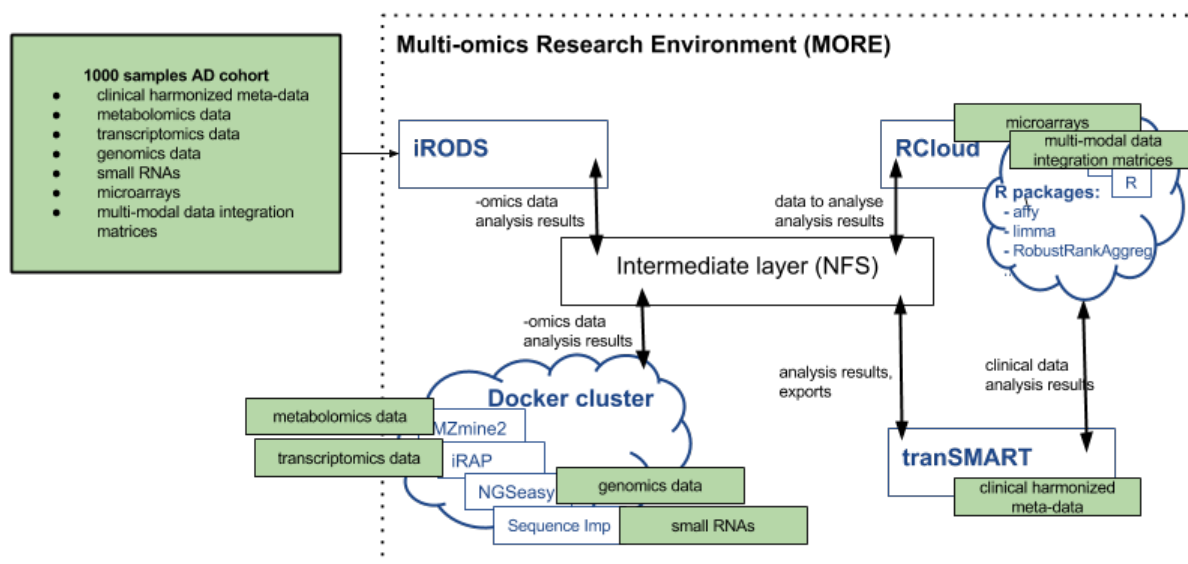 Multi-omics Research Environment (MORE)
1000 samples AD cohort
● clinical harmonized meta-data
● metabolomics data
● transcriptomics data
● genomics data
● small RNAs
● microarrays
● multi-modal data integration
matrices
iRODS
RCloud
microarrays
multi-modal data
integration matrices
R
R packages:
- affy
- limma
- RobustRankAggreg
...
-omics data
analysis results
data to analyse
analysis results
Intermediate layer (NFS)
-omics data
analysis results
analysis results,
exports
clinical data
analysis results
Docker cluster
metabolomics data
MZmine2
transcriptomics data
iRAP
NGSeasy
genomics data
Sequence Imp
small RNAs
tranSMART
clinical harmonized
meta-data